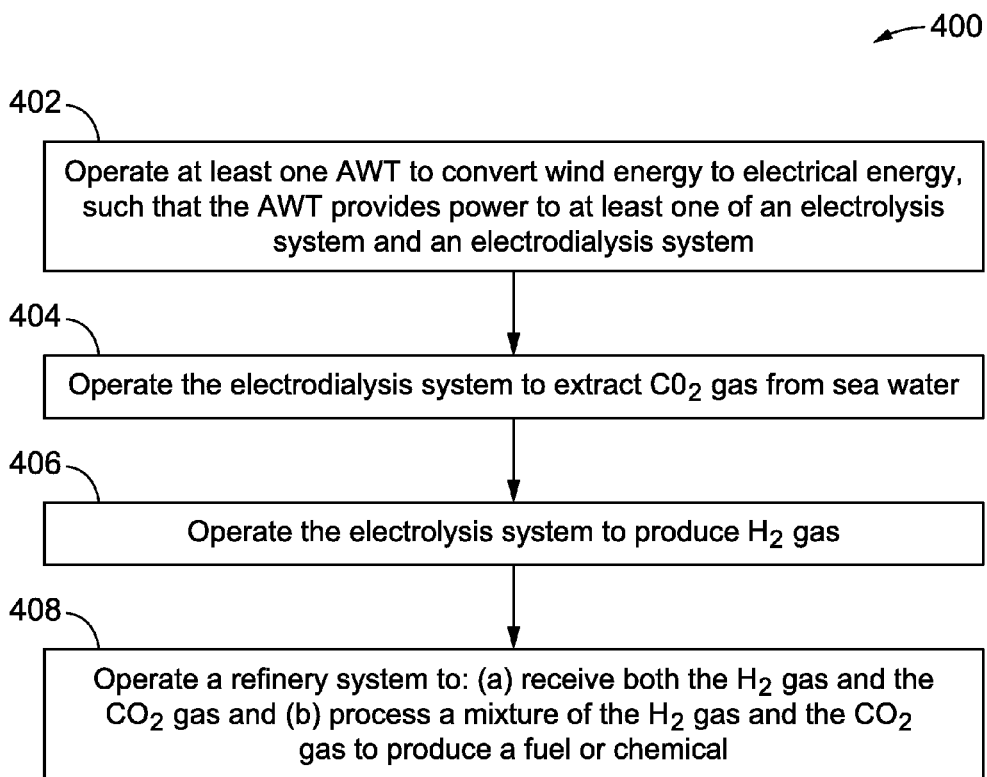 400
402
Operate at least one AWT to convert wind energy to electrical energy,
such that the AWT provides power to at least one of an electrolysis
system and an electrodialysis system
404
Operate the electrodialysis system to extract C0₂ gas from sea water
406
Operate the electrolysis system to produce H₂ gas
408
Operate a refinery system to: (a) receive both the H₂ gas and the
CO₂ gas and (b) process a mixture of the H₂ gas and the CO₂
gas to produce a fuel or chemical